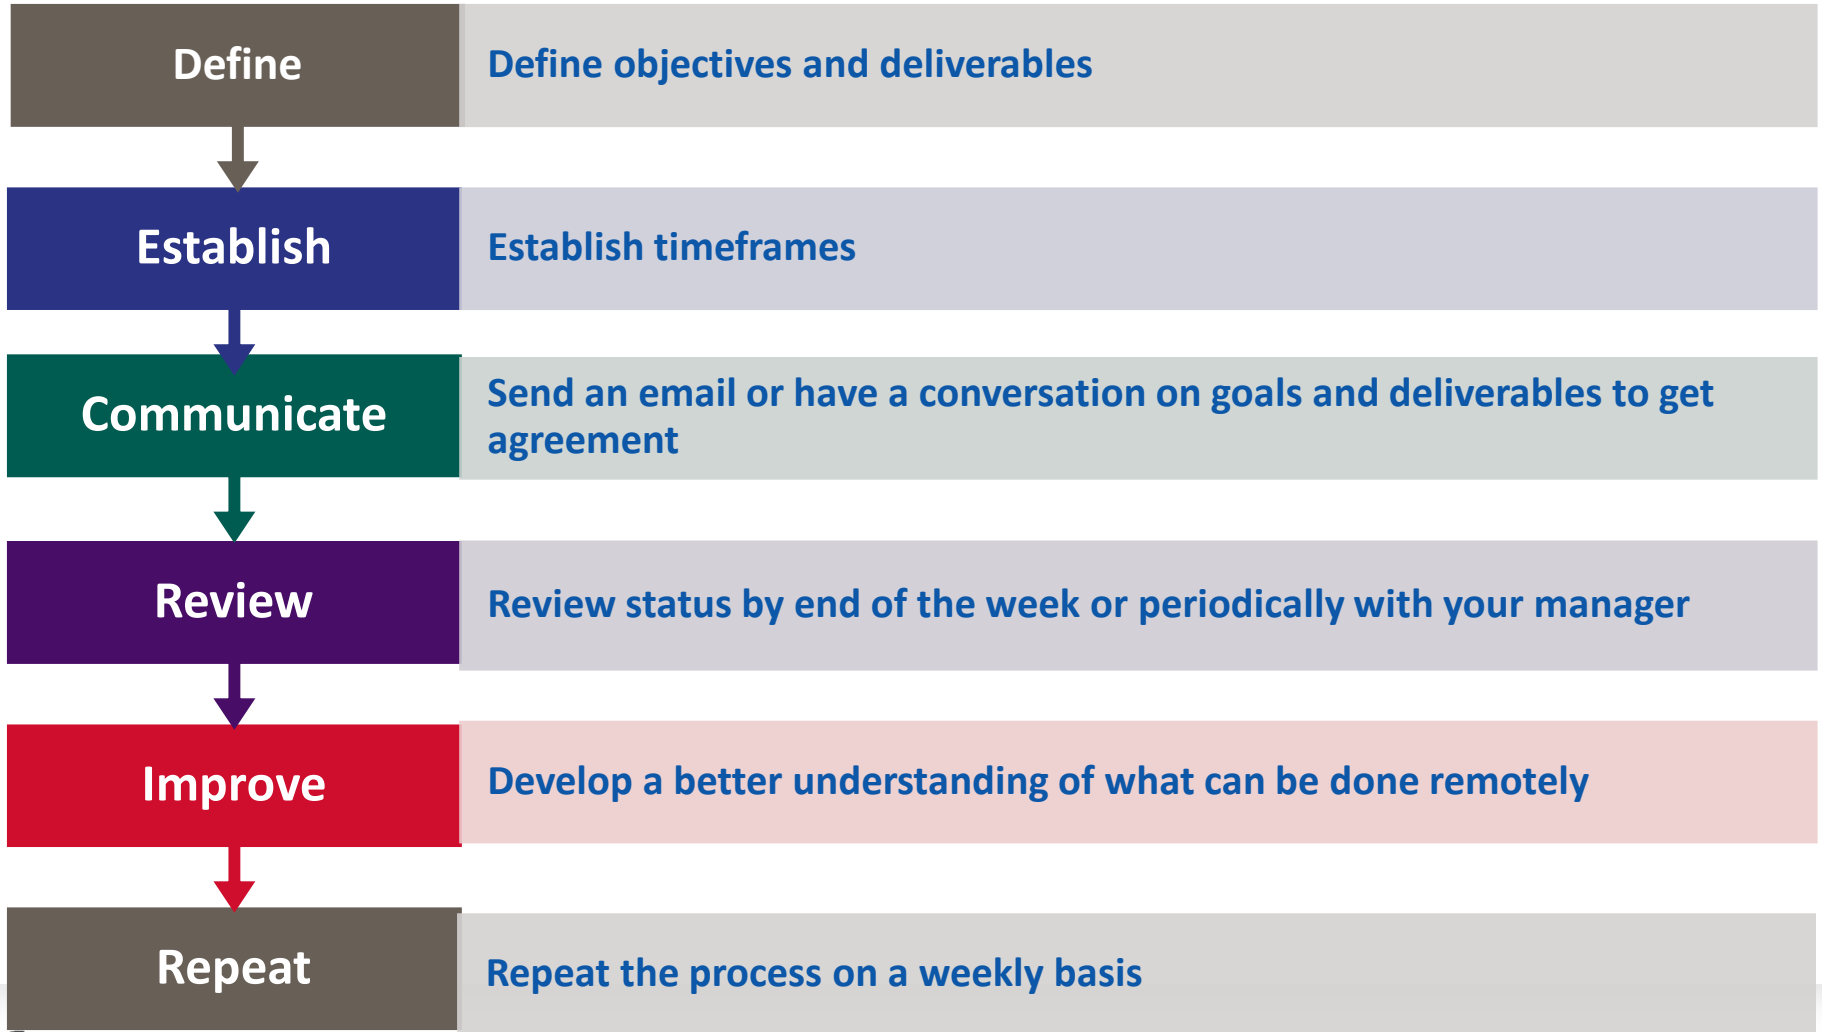 Define
Define objectives and deliverables
Establish
Establish timeframes
Communicate
Send an email or have a conversation on goals and deliverables to get
agreement
Review
Review status by end of the week or periodically with your manager
Improve
Develop a better understanding of what can be done remotely
Repeat
Repeat the process on a weekly basis